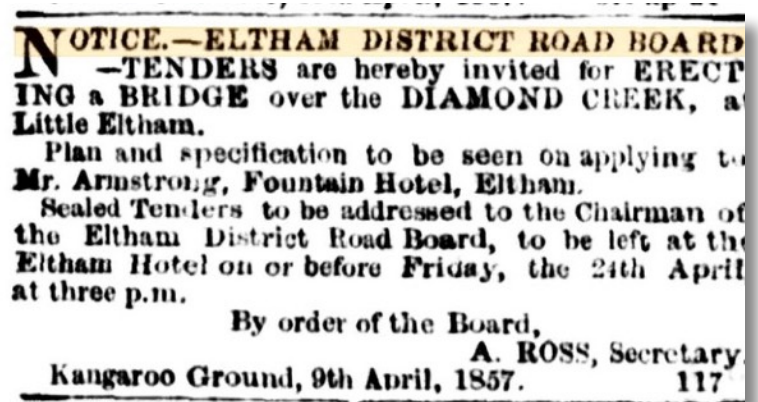 NOTICE.—ELTHAM DISTRICT ROAD BOARD
—TENDERS are hereby invited for ERECT
ING a BRIDGE over the DIAMOND CREEK, a
Little Eltham.
Plan and specification to be seen on applying to
Mr. Armstrong, Fountain Hotel, Eltham.
Sealed Tenders to be addressed to the Chairman of
the Eltham District Road Board, to be left at the
Eltham Hotel on or before Friday, the 24th April
at three p.m.
By order of the Board,
A. ROSS, Secretary.
Kangaroo Ground, 9th April, 1857. 117